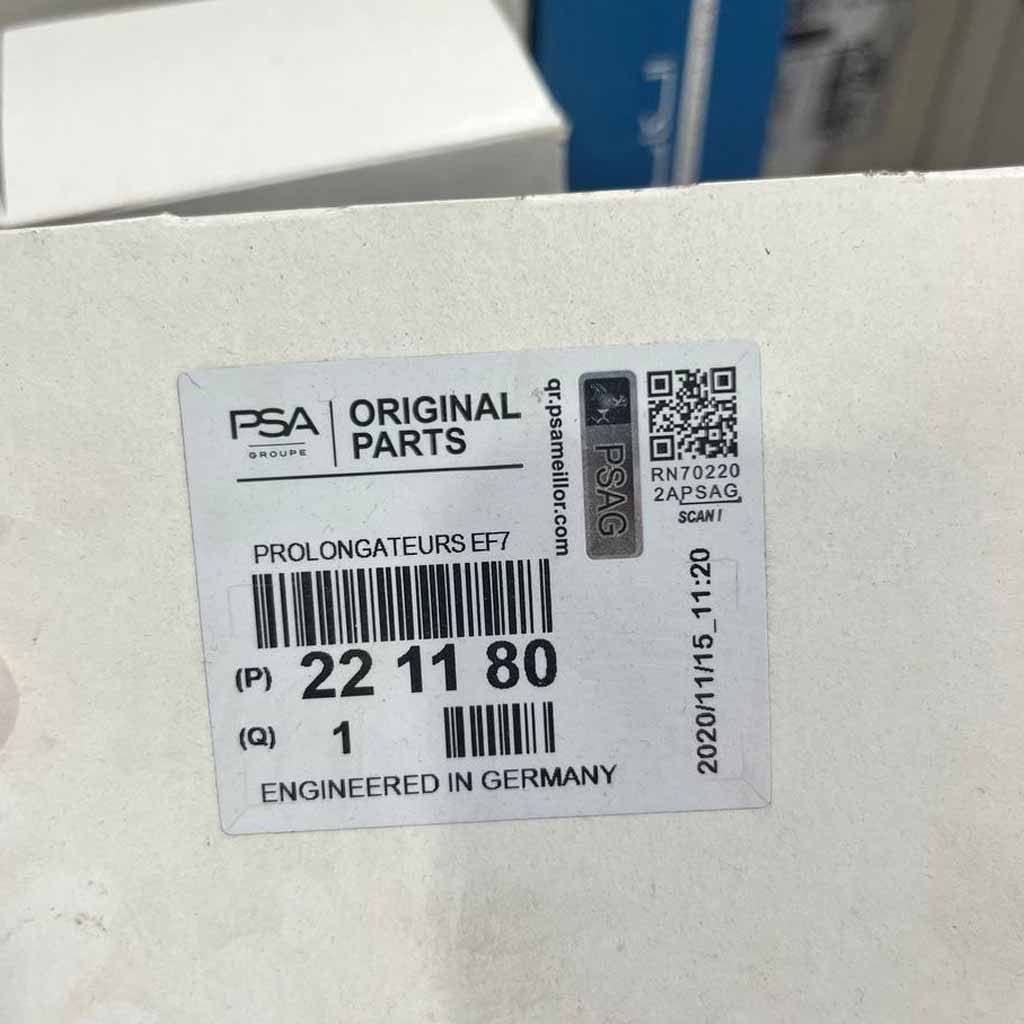 PSA
GROUPE
ORIGINAL
PARTS
qr.psameillor.com
PSAG
RN70220
2APSAG
SCAN!
PROLONGATEURS EF7
(P) 22 11 80
(Q) 1
ENGINEERED IN GERMANY
2020/11/15_11:20